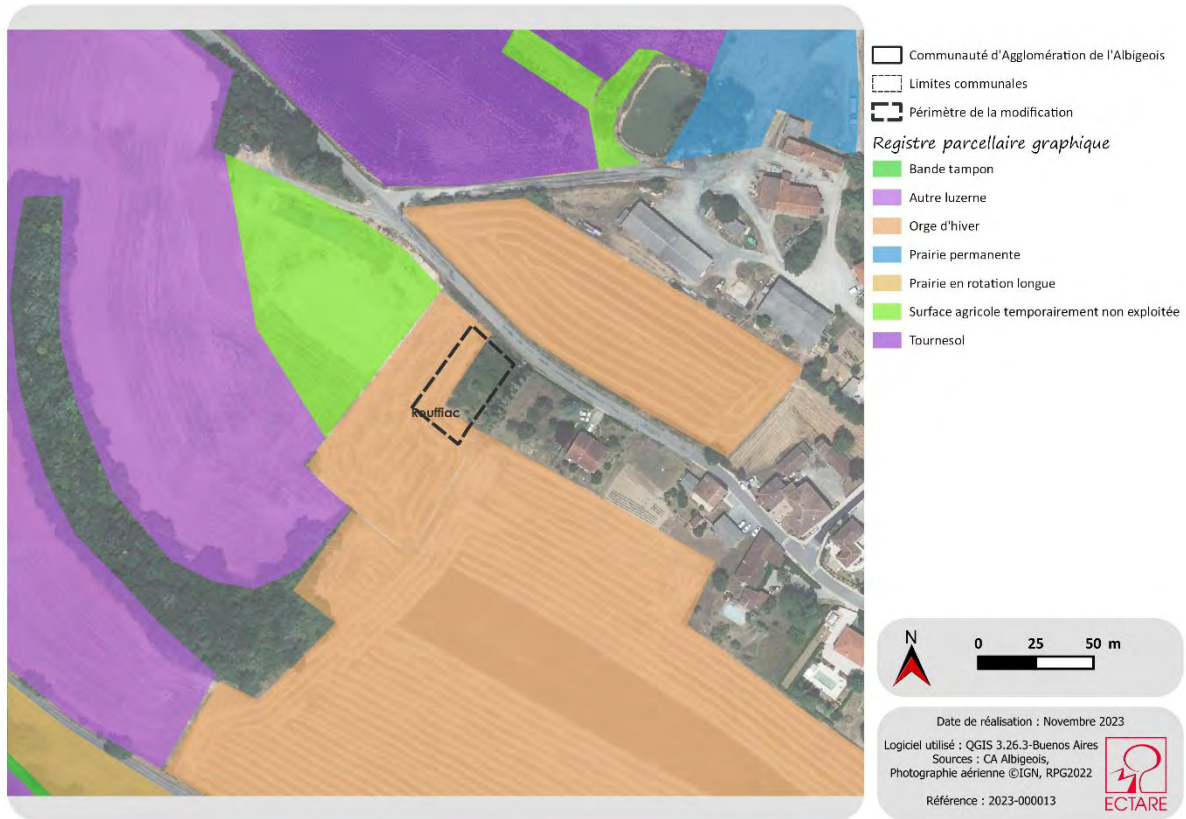 Rouffiac
Communauté d'Agglomération de l'Albigeois
Limites communales
Périmètre de la modification
Registre parcellaire graphique
Bande tampon
Autre luzerne
Orge d'hiver
Prairie permanente
Prairie en rotation longue
Surface agricole temporairement non exploitée
Tournesol
N
0 25 50 m
Date de réalisation : Novembre 2023
Logiciel utilisé : QGIS 3.26.3-Buenos Aires
Sources : CA Albigeois,
Photographie aérienne ©IGN, RPG2022
Référence : 2023-000013
ECTARE